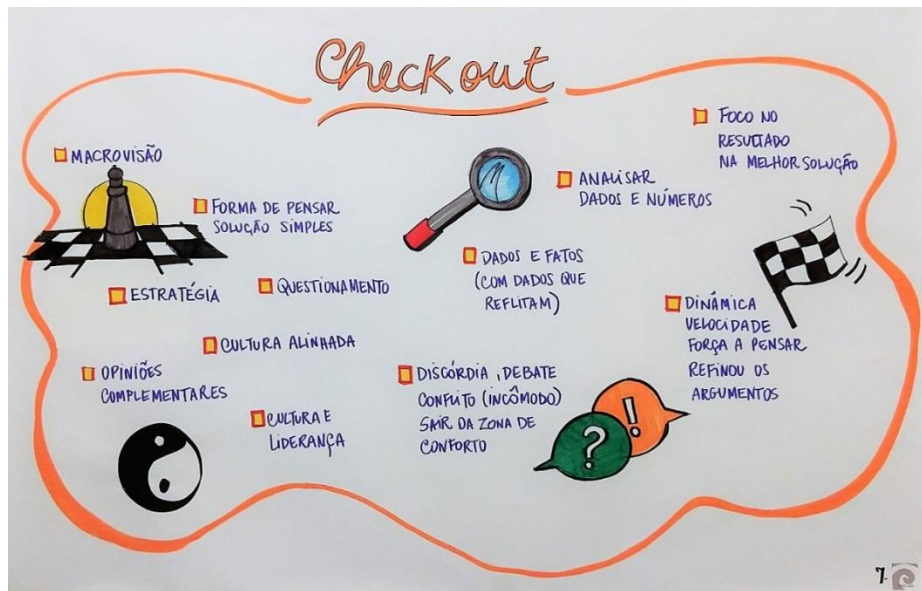 Checkout
MACROVISÃO
FORMA DE PENSAR
SOLUÇÃO SIMPLES
ESTRATÉGIA
QUESTIONAMENTO
CULTURA ALINHADA
OPINIÕES
COMPLEMENTARES
CULTURA E
LIDERANÇA
ANALISAR
DADOS E NÚMEROS
DADOS E FATOS
(COM DADOS QUE
REFLITAM)
DISCÓRDIA, DEBATE
CONFLITO (INCÔMODO)
SAIR DA ZONA DE
CONFORTO
?
!
FOCO NO
RESULTADO
NA MELHOR SOLUÇÃO
DINÂMICA
VELOCIDADE
FORÇA A PENSAR
REFINOU OS
ARGUMENTOS
7.